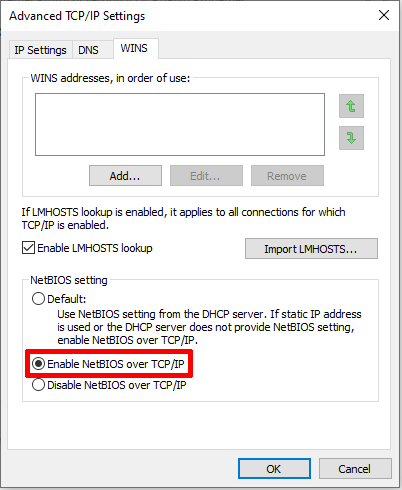 Advanced TCP/IP Settings
IP Settings DNS WINS
WINS addresses, in order of use:
Add... Edit... Remove
If LMHOSTS lookup is enabled, it applies to all connections for which
TCP/IP is enabled.
Enable LMHOSTS lookup Import LMHOSTS...
NetBIOS setting
Default:
Use NetBIOS setting from the DHCP server. If static IP address
is used or the DHCP server does not provide NetBIOS setting,
enable NetBIOS over TCP/IP.
Enable NetBIOS over TCP/IP
Disable NetBIOS over TCP/IP
OK Cancel